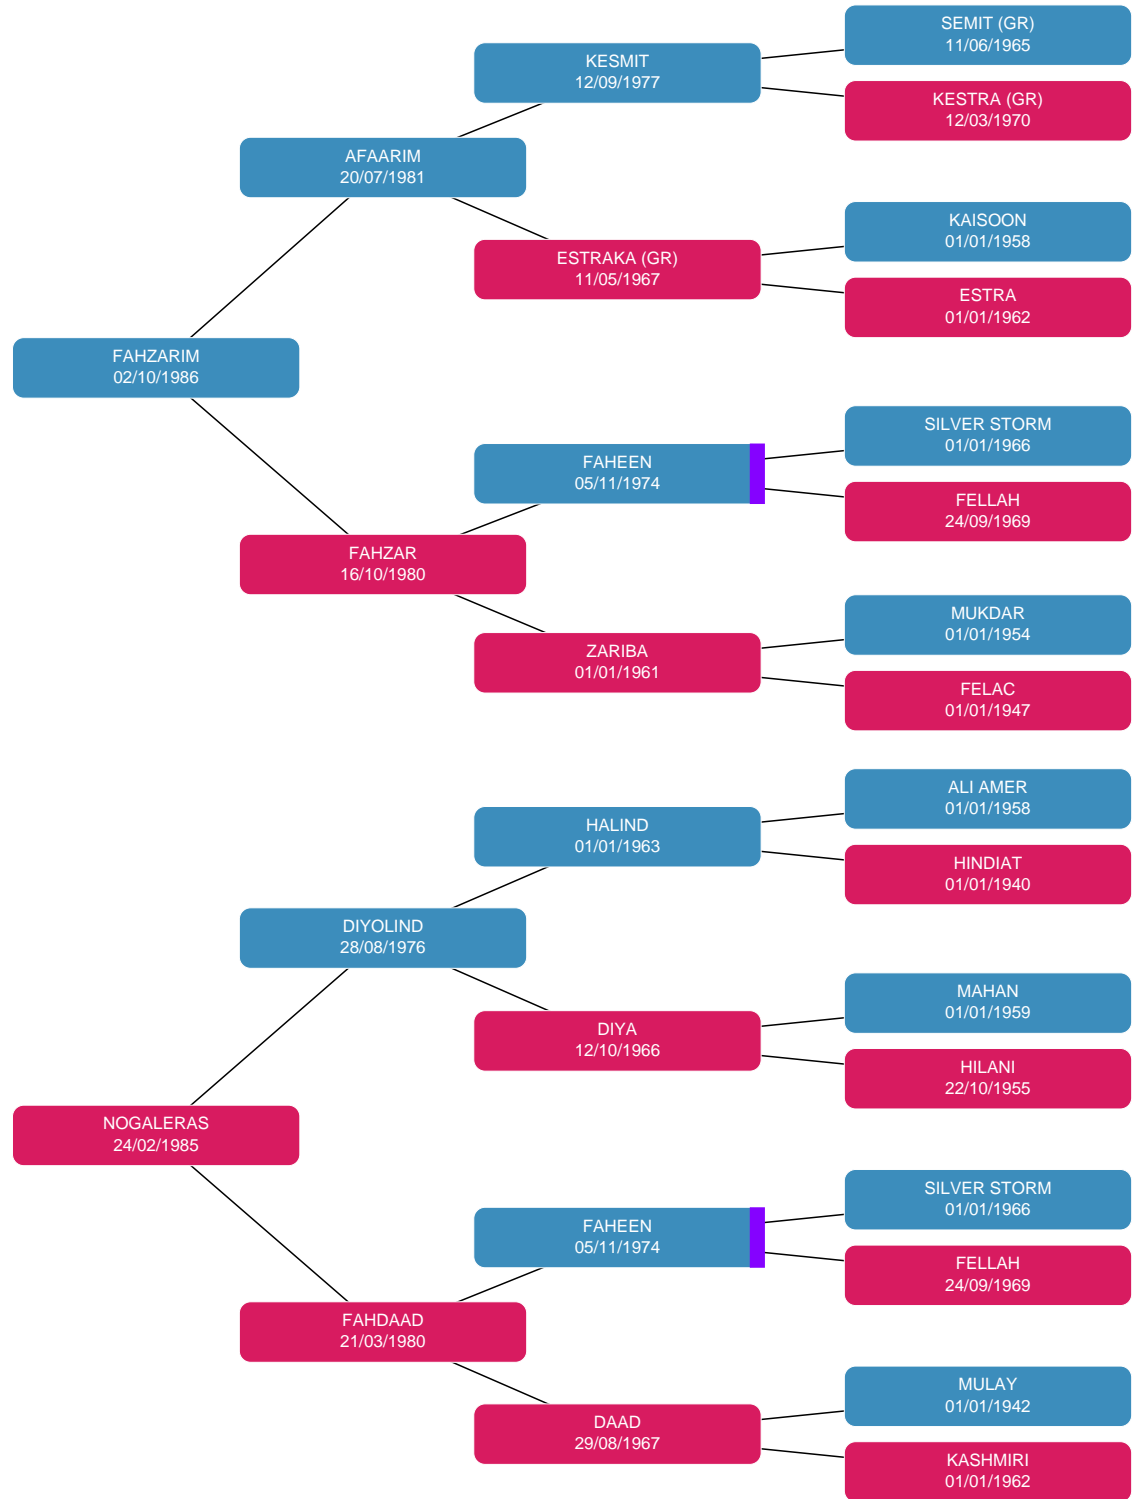 SEMIT (GR)
11/06/1965
KESMIT
12/09/1977
KESTRA (GR)
12/03/1970
AFAARIM
20/07/1981
KAISOON
01/01/1958
ESTRAKA (GR)
11/05/1967
ESTRA
01/01/1962
FAHZARIM
02/10/1986
SILVER STORM
01/01/1966
FAHEEN
05/11/1974
FELLAH
24/09/1969
FAHZAR
16/10/1980
MUKDAR
01/01/1954
ZARIBA
01/01/1961
FELAC
01/01/1947
ALI AMER
01/01/1958
HALIND
01/01/1963
HINDIAT
01/01/1940
DIYOLIND
28/08/1976
MAHAN
01/01/1959
DIYA
12/10/1966
HILANI
22/10/1955
NOGALERAS
24/02/1985
SILVER STORM
01/01/1966
FAHEEN
05/11/1974
FELLAH
24/09/1969
FAHDAAD
21/03/1980
MULAY
01/01/1942
DAAD
29/08/1967
KASHMIRI
01/01/1962